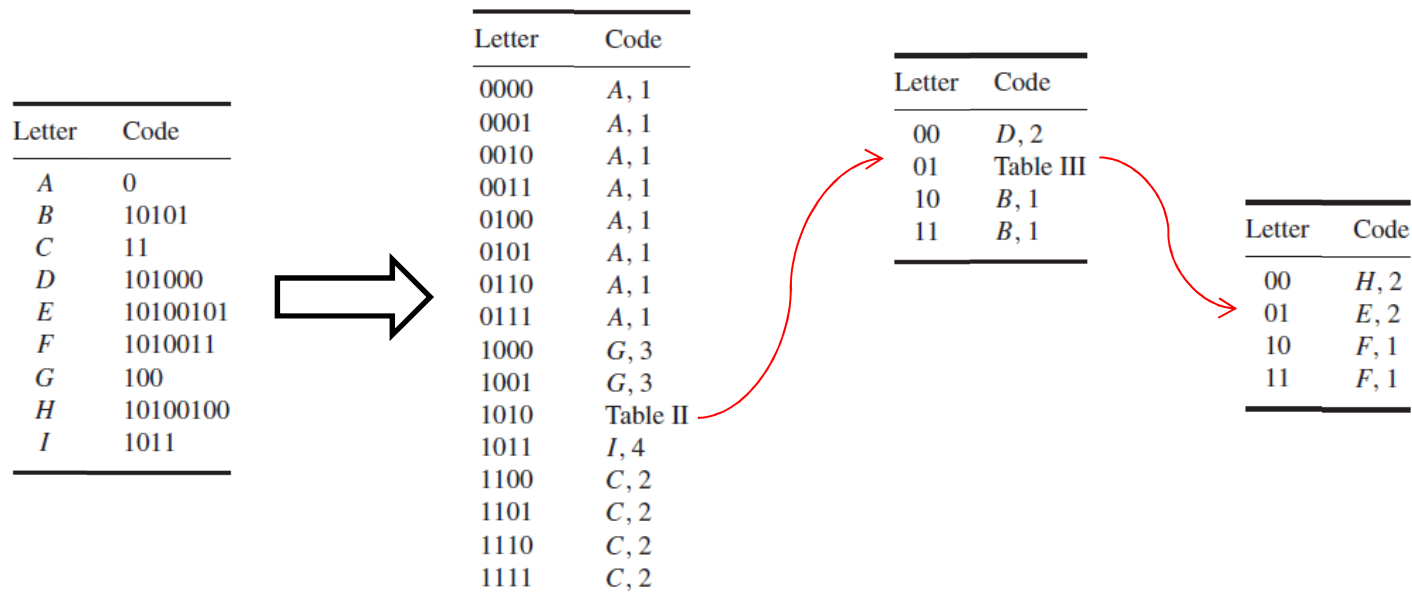 Letter Code
A 0
B 10101
C 11
D 101000
E 10100101
F 1010011
G 100
H 10100100
I 1011
Letter Code
0000 A, 1
0001 A, 1
0010 A, 1
0011 A, 1
0100 A, 1
0101 A, 1
0110 A, 1
0111 A, 1
1000 G, 3
1001 G, 3
1010 Table II
1011 I, 4
1100 C, 2
1101 C, 2
1110 C, 2
1111 C, 2
Letter Code
00 D, 2
01 Table III
10 B, 1
11 B, 1
Letter Code
00 H, 2
01 E, 2
10 F, 1
11 F, 1